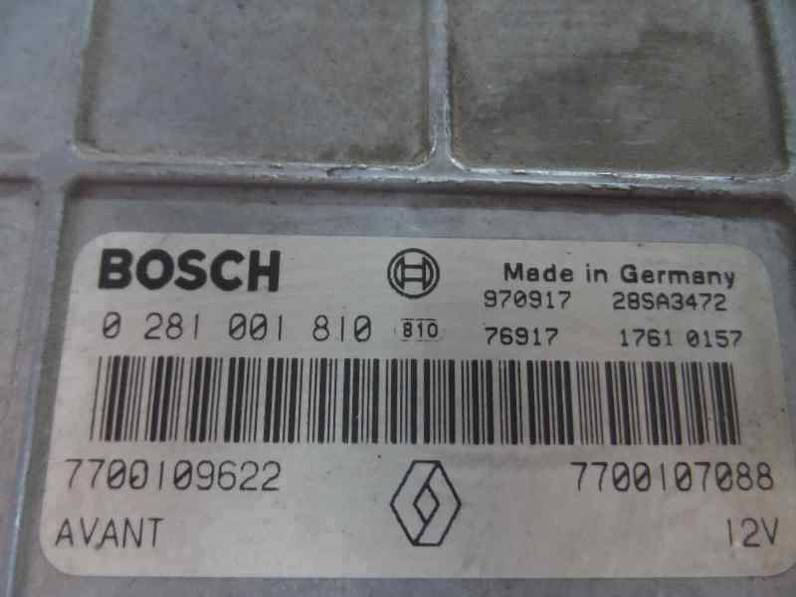 BOSCH Made in Germany
970917 28SA3472
0 281 001 810 810 76917 1761 0157
7700109622 7700107088
AVANT 12V